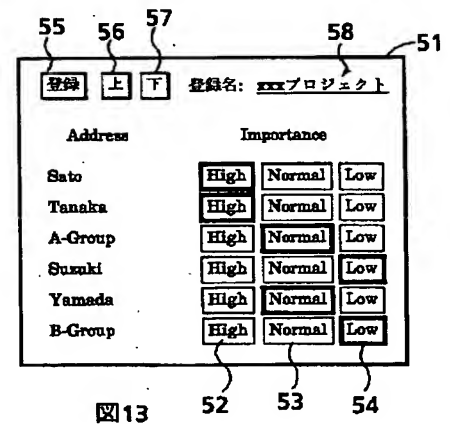 55 56 57 58 51
登録 上 下 登録名: xxxプロジェクト
Address Importance
Sato High Normal Low
Tanaka High Normal Low
A-Group High Normal Low
Suzuki High Normal Low
Yamada High Normal Low
B-Group High Normal Low
図13 52 53 54